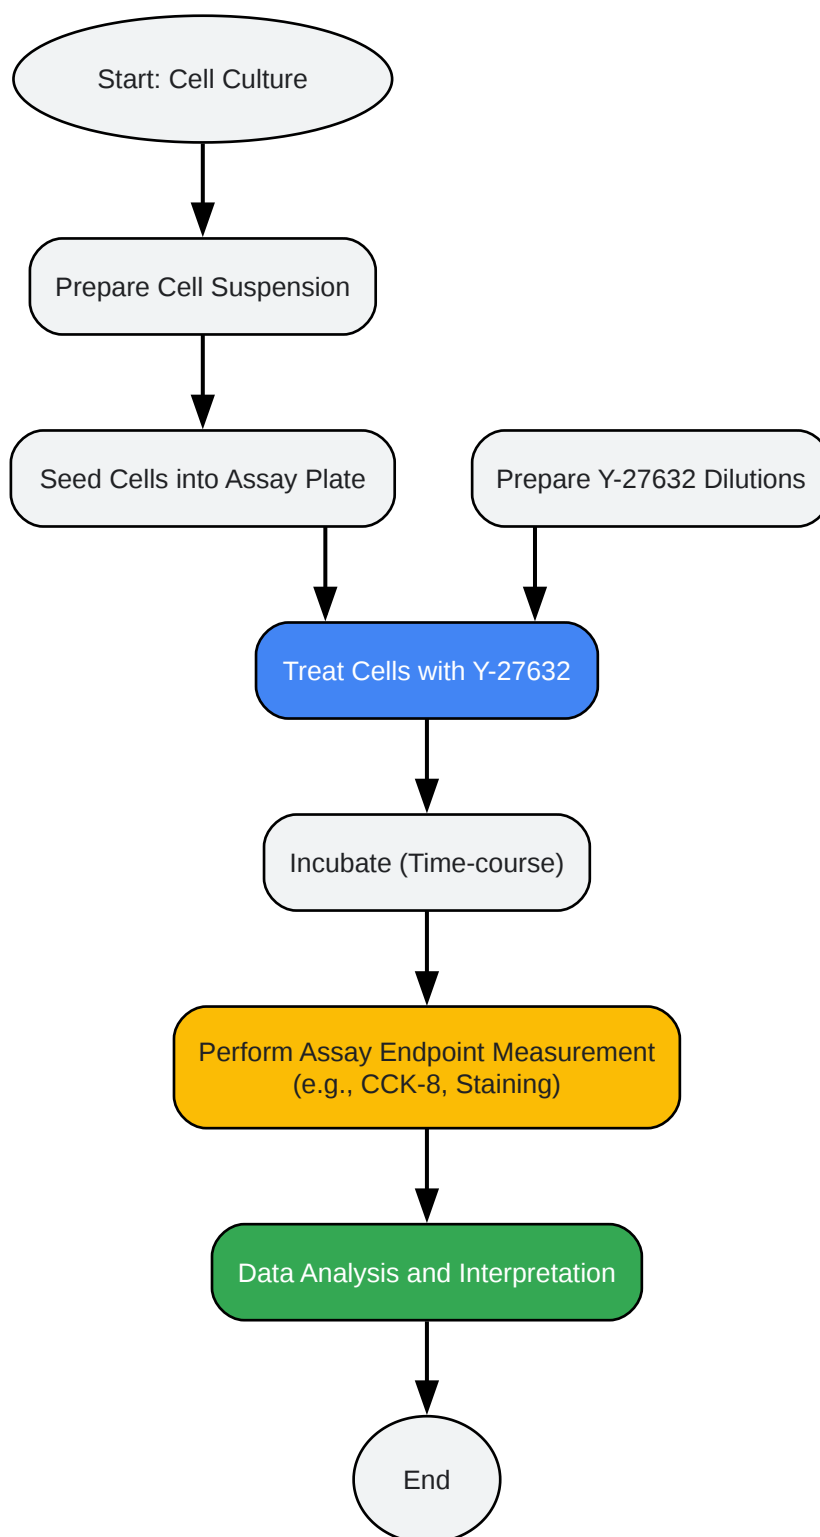 Start: Cell Culture
Prepare Cell Suspension
Seed Cells into Assay Plate
Prepare Y-27632 Dilutions
Treat Cells with Y-27632
Incubate (Time-course)
Perform Assay Endpoint Measurement
(e.g., CCK-8, Staining)
Data Analysis and Interpretation
End